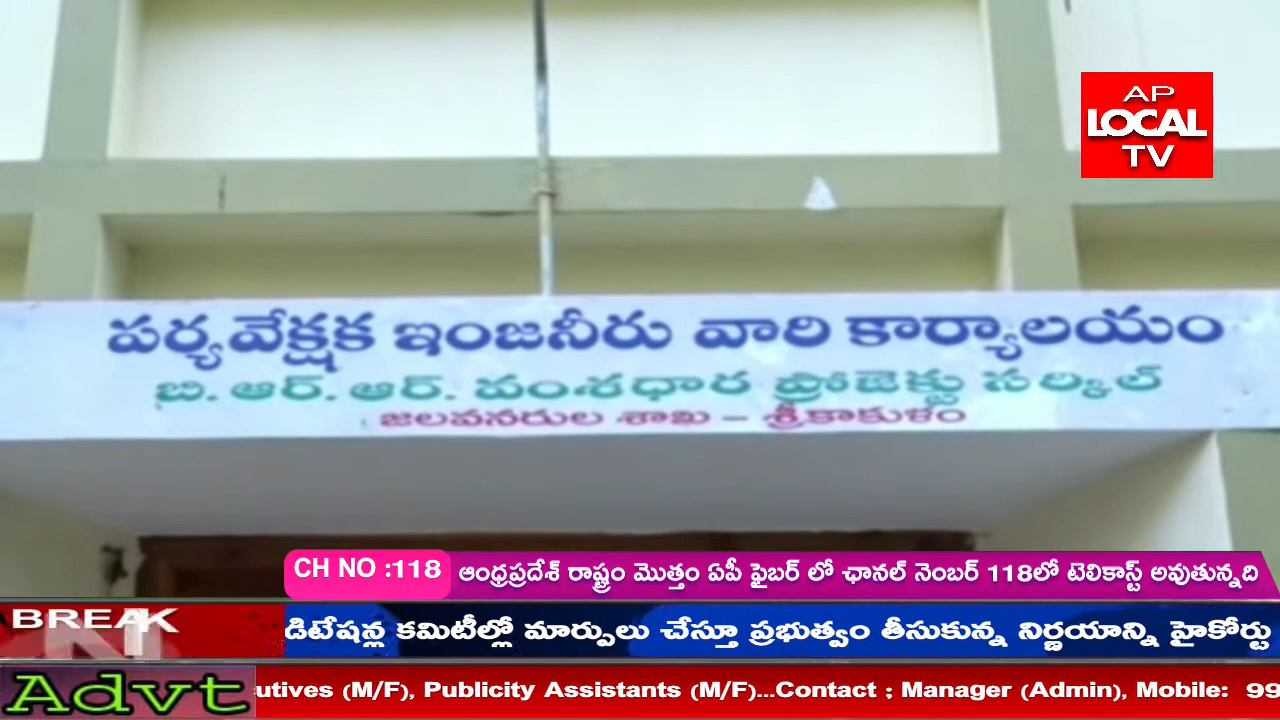 AP
LOCAL
TV
పర్యవేక్షక ఇంజనీరు వారి కార్యాలయం
బి. ఆర్. ఆర్. వంశధార ప్రాజెక్టు సర్కిల్
జలవనరుల శాఖ – శ్రీకాకుళం
CH NO :118 ఆంధ్రప్రదేశ్ రాష్ట్రం మొత్తం ఏపీ ఫైబర్ లో ఛానల్ నెంబర్ 118లో టెలికాస్ట్ అవుతున్నది
BREAK డిటేషన్ల కమిటీల్లో మార్పులు చేస్తూ ప్రభుత్వం తీసుకున్న నిర్ణయాన్ని హైకోర్టు
Advt utives (M/F), Publicity Assistants (M/F)...Contact ; Manager (Admin), Mobile: 99